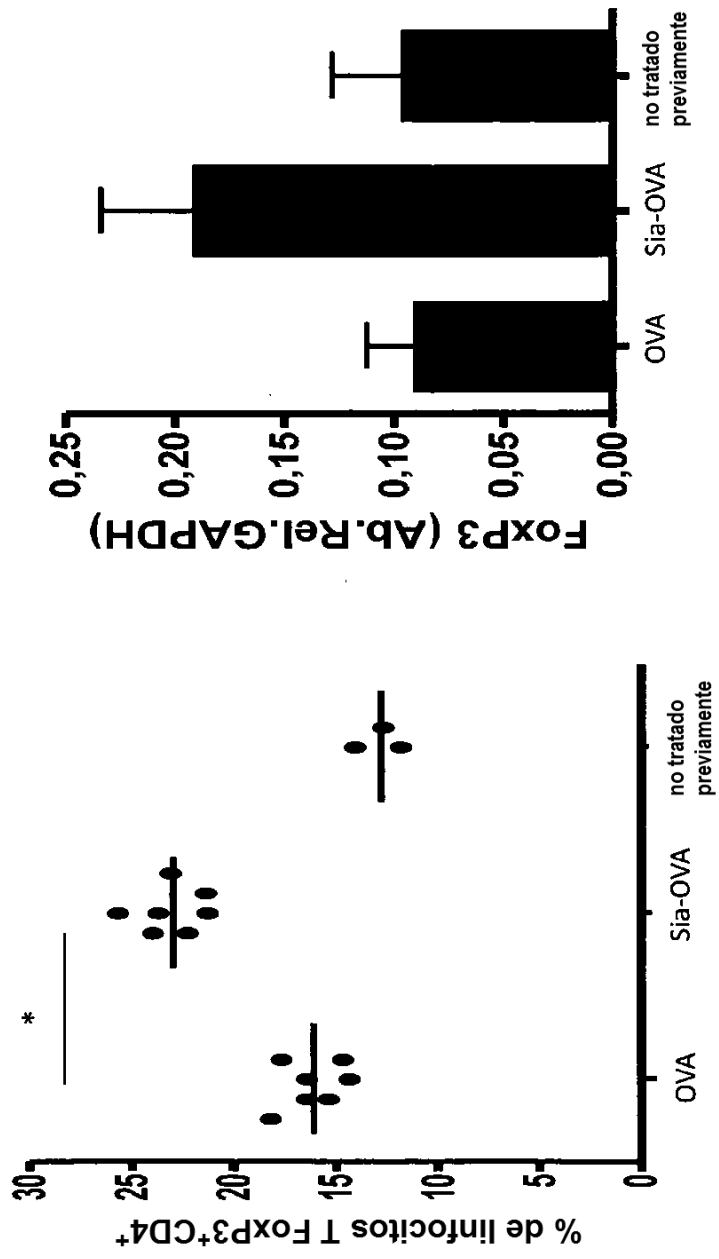 % de linfocitos T FoxP3⁺CD4⁺
30
25
20
15
10
5
0
*
OVA
Sia-OVA
no tratado
previamente
FoxP3 (Ab.Rel.GAPDH)
0,25
0,20
0,15
0,10
0,05
0,00
OVA
Sia-OVA
no tratado
previamente